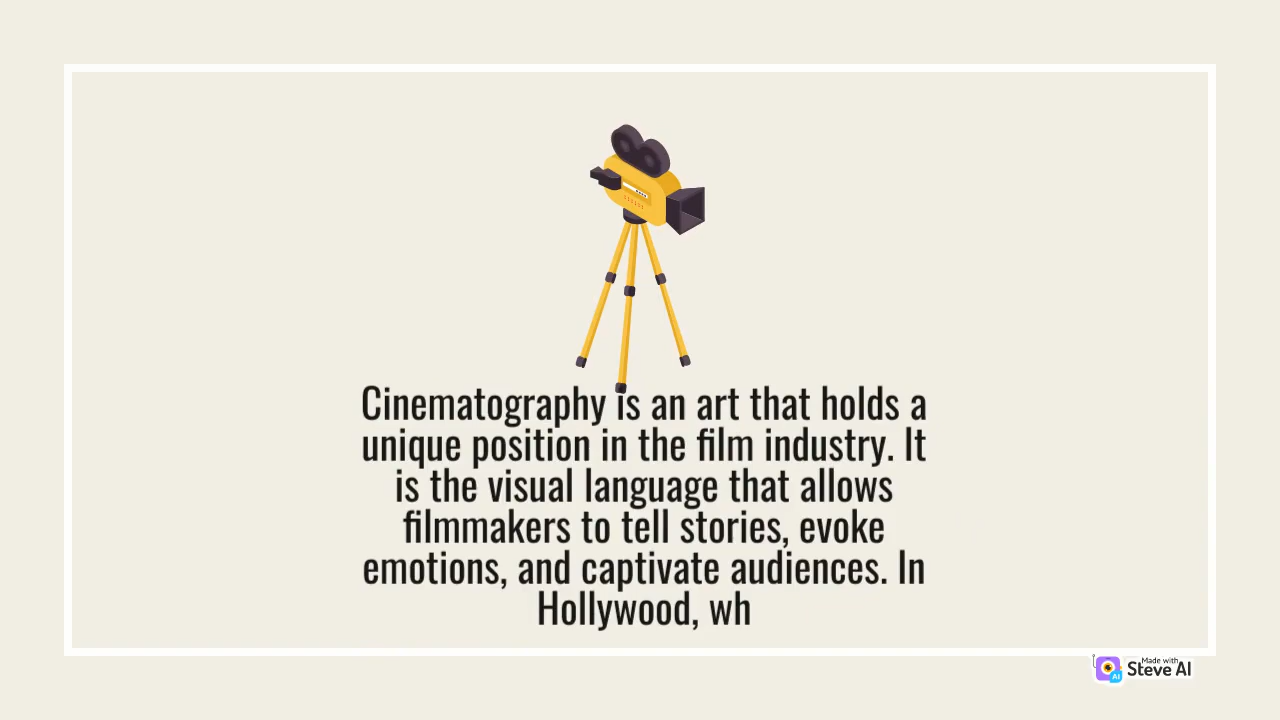 Cinematography is an art that holds a
unique position in the film industry. It
is the visual language that allows
filmmakers to tell stories, evoke
emotions, and captivate audiences. In
Hollywood, wh
Made with
Steve AI
AI